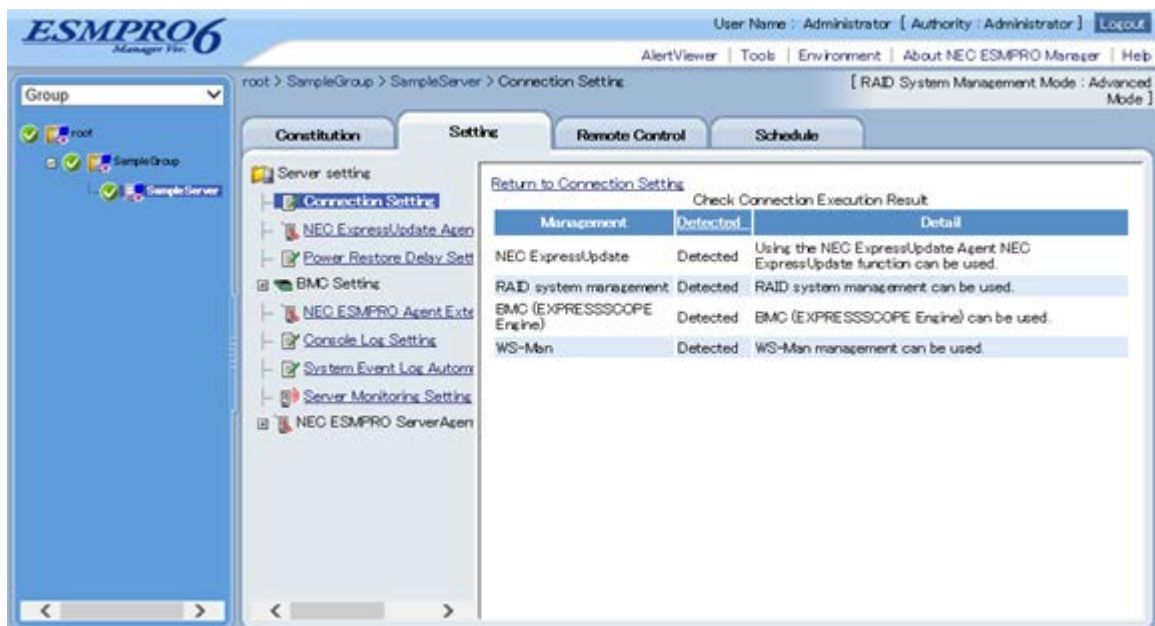 ESMPRO6
Manager Ver.
User Name : Administrator [ Authority : Administrator ] Logout
AlertViewer | Tools | Environment | About NEC ESMPRO Manager | Help
Group
root
SampleGroup
SampleServer
root > SampleGroup > SampleServer > Connection Setting
[ RAID System Management Mode : Advanced
Mode ]
Constitution Setting Remote Control Schedule
Server setting
Connection Setting
NEC ExpressUpdate Agen
Power Restore Delay Sett
BMC Setting
NEC ESMPRO Agent Exte
Console Log Setting
System Event Log Autom
Server Monitoring Setting
NEC ESMPRO ServerAgen
Return to Connection Setting
Check Connection Execution Result
Management Detected Detail
NEC ExpressUpdate Detected Using the NEC ExpressUpdate Agent NEC
ExpressUpdate function can be used.
RAID system management Detected RAID system management can be used.
BMC (EXPRESSSCOPE
Engine) Detected BMC (EXPRESSSCOPE Engine) can be used.
WS-Man Detected WS-Man management can be used.